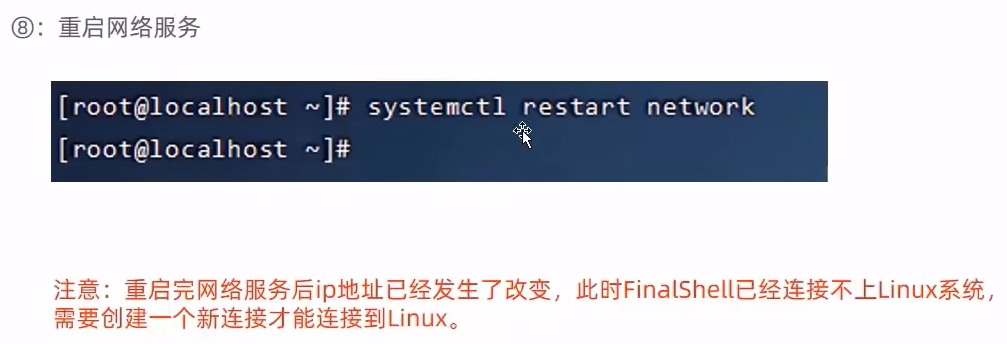 ⑧：重启网络服务
[root@localhost ~]# systemctl restart network
[root@localhost ~]#
注意：重启完网络服务后ip地址已经发生了改变，此时FinalShell已经连接不上Linux系统，
需要创建一个新连接才能连接到Linux。